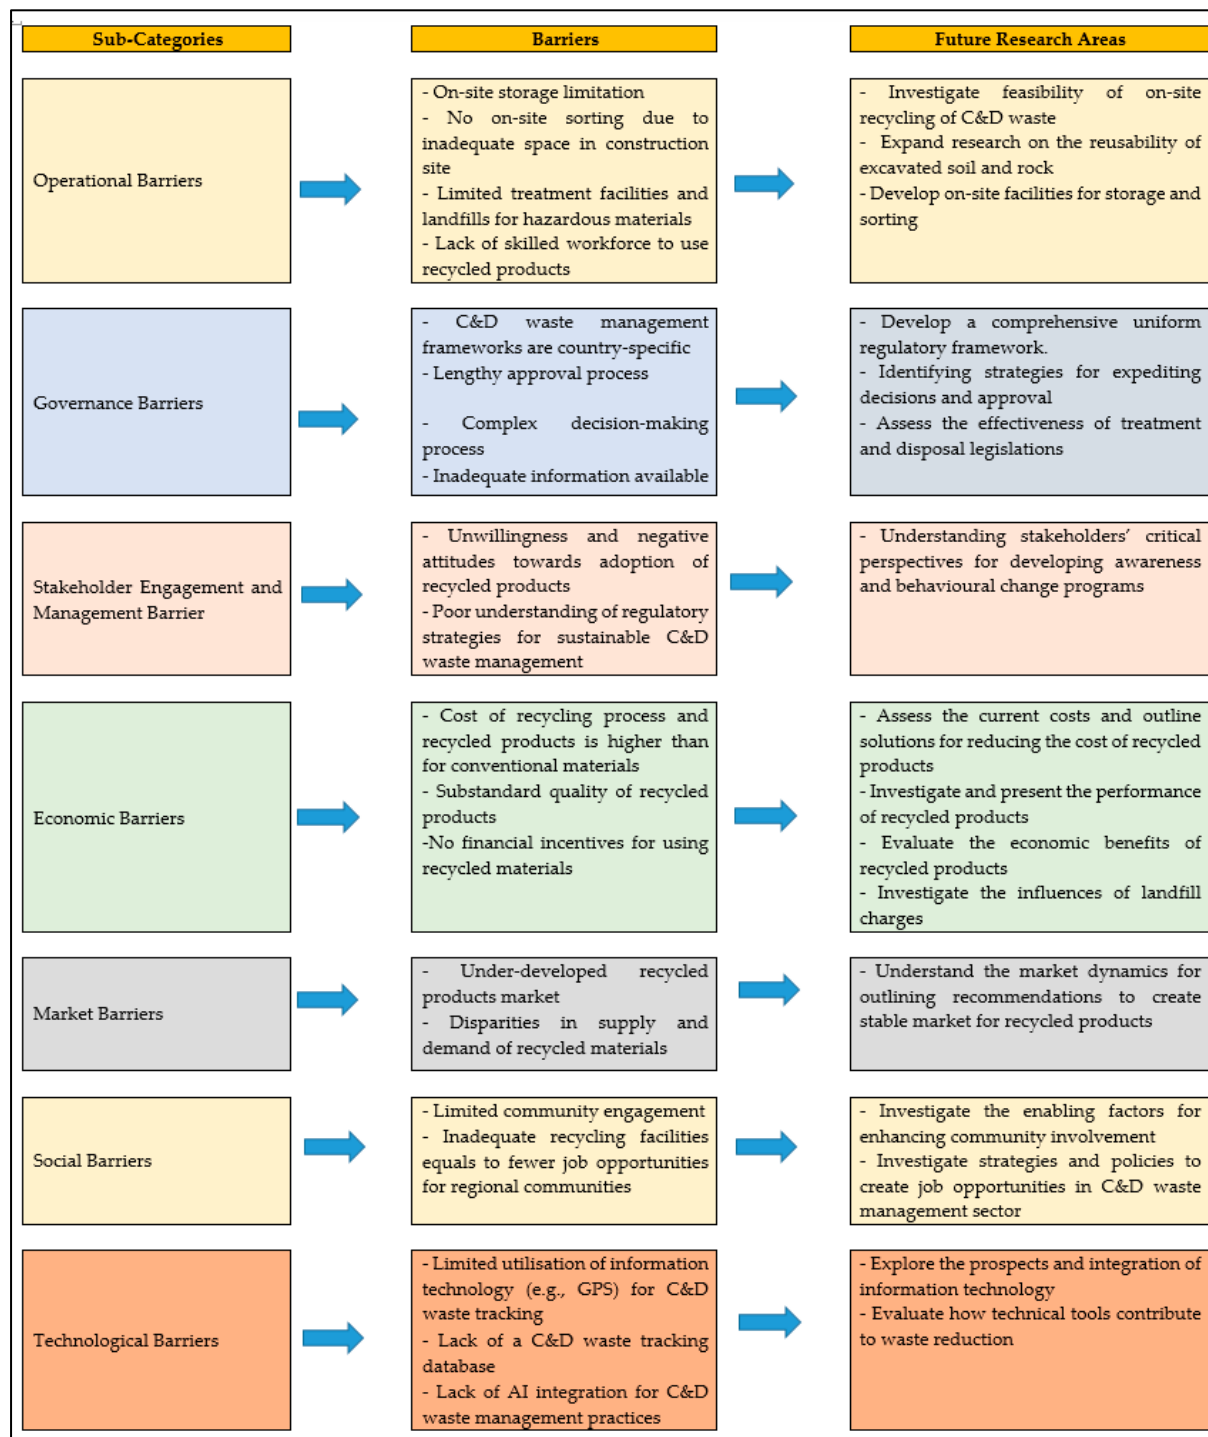 Sub-Categories
Barriers
Future Research Areas
Operational Barriers
- On-site storage limitation
- No on-site sorting due to
inadequate space in construction
site
- Limited treatment facilities and
landfills for hazardous materials
- Lack of skilled workforce to use
recycled products
- Investigate feasibility of on-site
recycling of C&D waste
- Expand research on the reusability of
excavated soil and rock
- Develop on-site facilities for storage and
sorting
Governance Barriers
- C&D waste management
frameworks are country-specific
- Lengthy approval process
- Complex decision-making
process
- Inadequate information available
- Develop a comprehensive uniform
regulatory framework.
- Identifying strategies for expediting
decisions and approval
- Assess the effectiveness of treatment
and disposal legislations
Stakeholder Engagement and
Management Barrier
- Unwillingness and negative
attitudes towards adoption of
recycled products
- Poor understanding of regulatory
strategies for sustainable C&D
waste management
- Understanding stakeholders’ critical
perspectives for developing awareness
and behavioural change programs
Economic Barriers
- Cost of recycling process and
recycled products is higher than
for conventional materials
- Substandard quality of recycled
products
-No financial incentives for using
recycled materials
- Assess the current costs and outline
solutions for reducing the cost of recycled
products
- Investigate and present the performance
of recycled products
- Evaluate the economic benefits of
recycled products
- Investigate the influences of landfill
charges
Market Barriers
- Under-developed recycled
products market
- Disparities in supply and
demand of recycled materials
- Understand the market dynamics for
outlining recommendations to create
stable market for recycled products
Social Barriers
- Limited community engagement
- Inadequate recycling facilities
equals to fewer job opportunities
for regional communities
- Investigate the enabling factors for
enhancing community involvement
- Investigate strategies and policies to
create job opportunities in C&D waste
management sector
Technological Barriers
- Limited utilisation of information
technology (e.g., GPS) for C&D
waste tracking
- Lack of a C&D waste tracking
database
- Lack of AI integration for C&D
waste management practices
- Explore the prospects and integration of
information technology
- Evaluate how technical tools contribute
to waste reduction